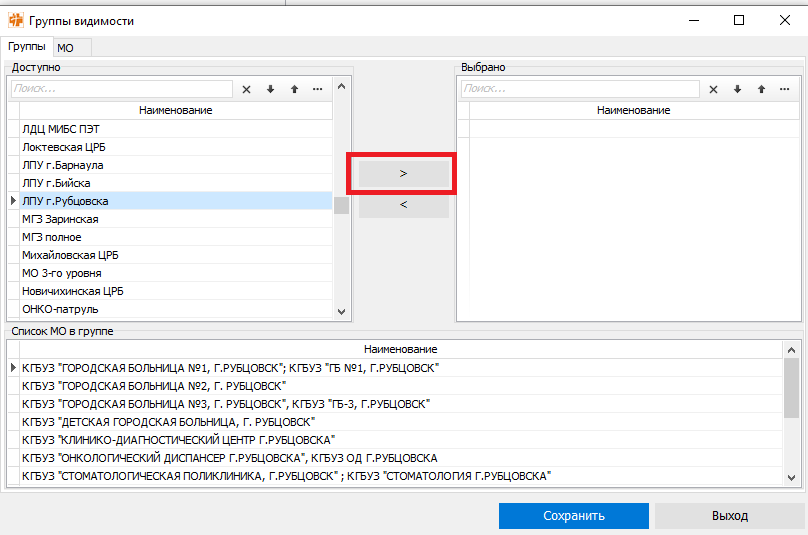 Группы видимости
Группы МО
Доступно
Поиск...
Наименование
ЛДЦ МИБС ПЭТ
Локтевская ЦРБ
ЛПУ г.Барнаула
ЛПУ г.Бийска
ЛПУ г.Рубцовска
МГЗ Заринская
МГЗ полное
Михайловская ЦРБ
МО 3-го уровня
Новичихинская ЦРБ
ОНКО-патруль
>
<
Выбрано
Поиск...
Наименование
Список МО в группе
Наименование
КГБУЗ "ГОРОДСКАЯ БОЛЬНИЦА №1, Г.РУБЦОВСК"; КГБУЗ "ГБ №1, Г.РУБЦОВСК"
КГБУЗ "ГОРОДСКАЯ БОЛЬНИЦА №2, Г. РУБЦОВСК"
КГБУЗ "ГОРОДСКАЯ БОЛЬНИЦА №3, Г. РУБЦОВСК", КГБУЗ "ГБ-3, Г.РУБЦОВСК"
КГБУЗ "ДЕТСКАЯ ГОРОДСКАЯ БОЛЬНИЦА, Г. РУБЦОВСК"
КГБУЗ "КЛИНИКО-ДИАГНОСТИЧЕСКИЙ ЦЕНТР Г.РУБЦОВСКА"
КГБУЗ "ОНКОЛОГИЧЕСКИЙ ДИСПАНСЕР Г.РУБЦОВСКА", КГБУЗ ОД Г.РУБЦОВСКА
КГБУЗ "СТОМАТОЛОГИЧЕСКАЯ ПОЛИКЛИНИКА, Г.РУБЦОВСК" ; КГБУЗ "СТОМАТОЛОГИЯ Г.РУБЦОВСКА"
Сохранить
Выход